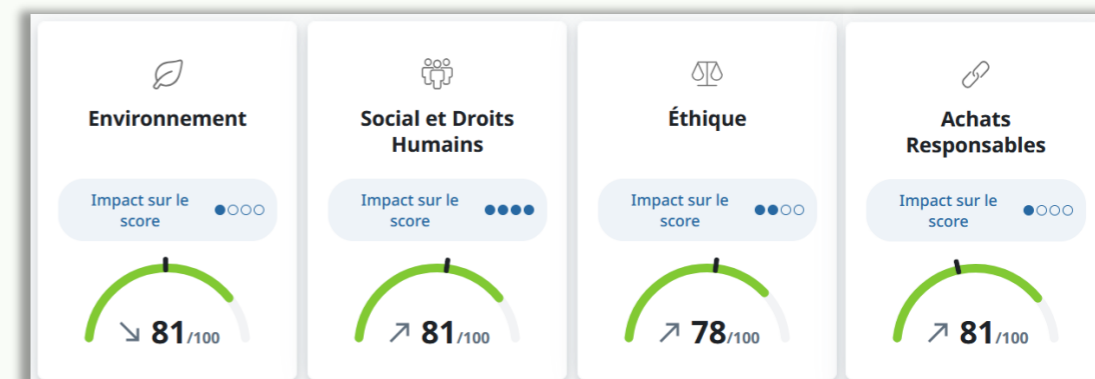 Environnement
Impact sur le
score
81/100
Social et Droits
Humains
Impact sur le
score
81/100
Éthique
Impact sur le
score
78/100
Achats
Responsables
Impact sur le
score
81/100